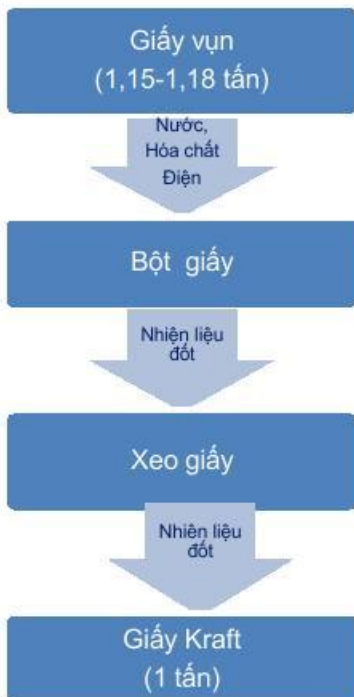 Giấy vụn
(1,15-1,18 tấn)
Nước,
Hóa chất
Điện
Bột giấy
Nhiên liệu
đốt
Xeo giấy
Nhiên liệu
đốt
Giấy Kraft
(1 tấn)